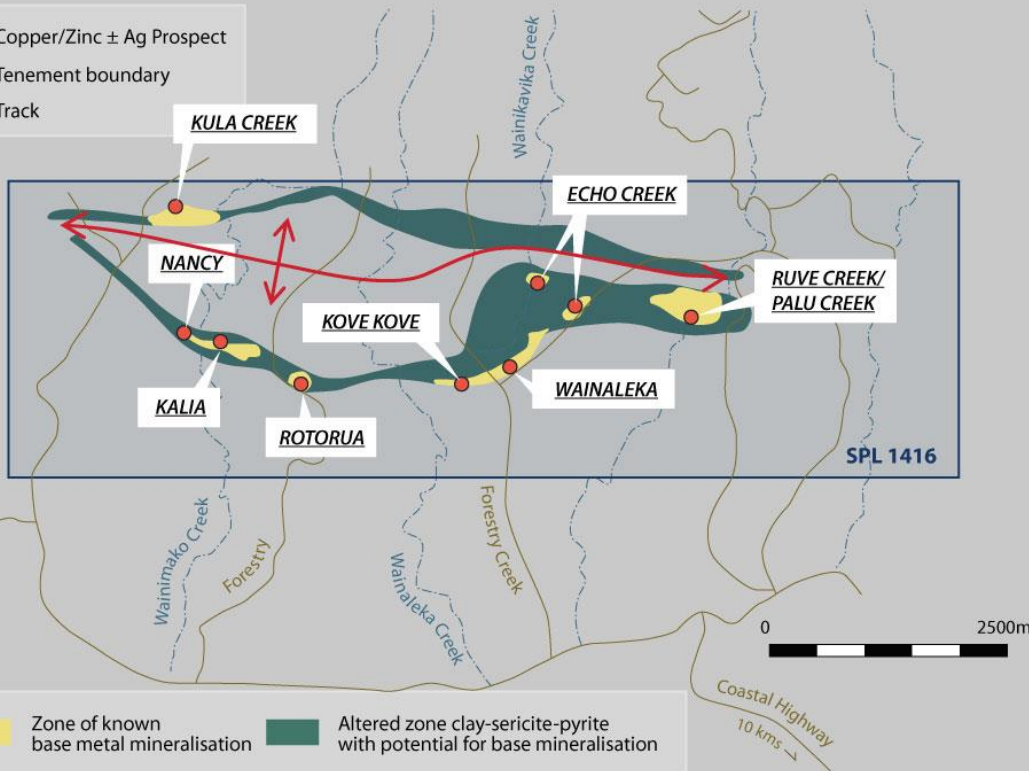 Copper/Zinc ± Ag Prospect
Tenement boundary
Track
KULA CREEK
Wainikavika Creek
ECHO CREEK
NANCY
RUVE CREEK/
PALU CREEK
KOVE KOVE
WAINALEKA
KALIA
ROTORUA
SPL 1416
Wainimako Creek
Forestry
Wainaleka Creek
Forestry Creek
0 2500m
Coastal Highway
10 kms
Zone of known
base metal mineralisation
Altered zone clay-sericite-pyrite
with potential for base mineralisation